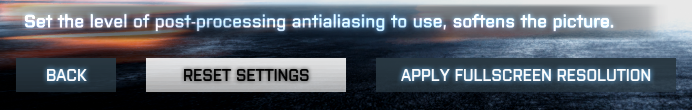 Set the level of post-processing antialiasing to use, softens the picture.
BACK RESET SETTINGS APPLY FULLSCREEN RESOLUTION